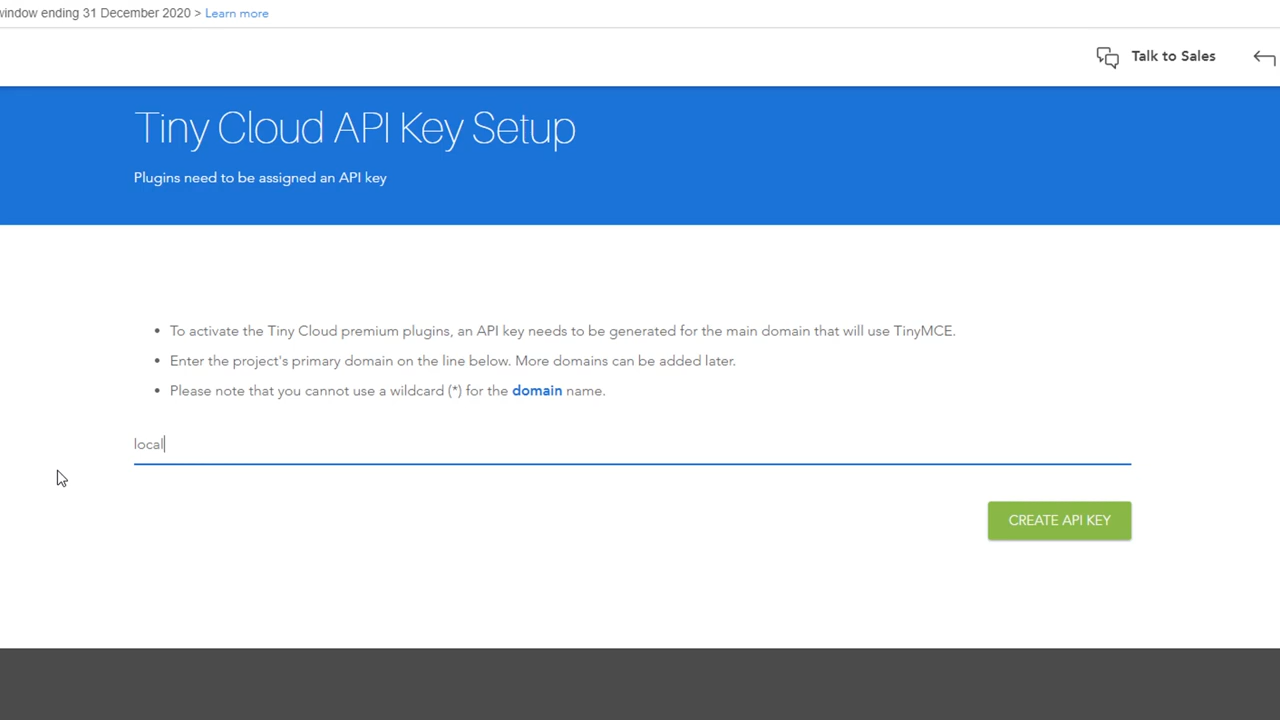 window ending 31 December 2020 > Learn more
Talk to Sales
Tiny Cloud API Key Setup
Plugins need to be assigned an API key
• To activate the Tiny Cloud premium plugins, an API key needs to be generated for the main domain that will use TinyMCE.
• Enter the project's primary domain on the line below. More domains can be added later.
• Please note that you cannot use a wildcard (*) for the domain name.
local
CREATE API KEY